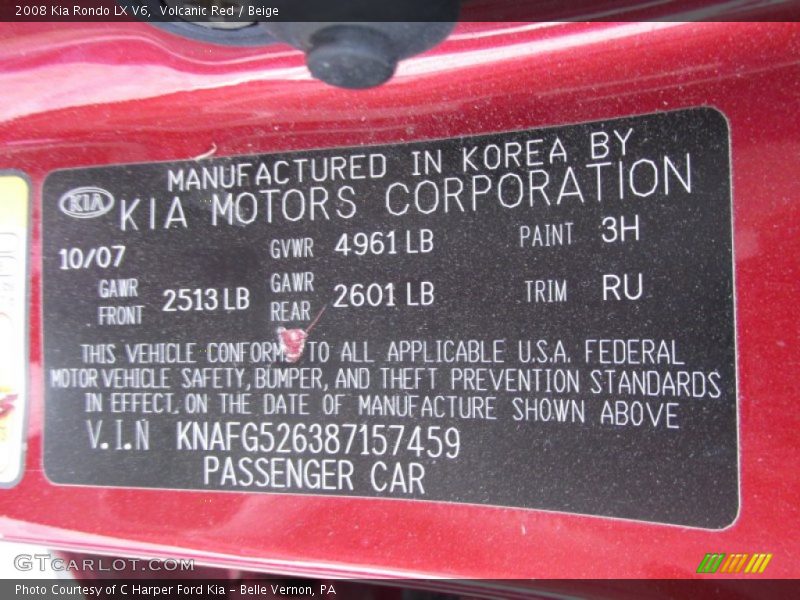 2008 Kia Rondo LX V6, Volcanic Red / Beige
MANUFACTURED IN KOREA BY
KIA KIA MOTORS CORPORATION
10/07 GVWR 4961 LB PAINT 3H
GAWR FRONT 2513 LB GAWR REAR 2601 LB TRIM RU
THIS VEHICLE CONFORMS TO ALL APPLICABLE U.S.A. FEDERAL
MOTOR VEHICLE SAFETY, BUMPER, AND THEFT PREVENTION STANDARDS
IN EFFECT, ON THE DATE OF MANUFACTURE SHOWN ABOVE
V.I.N KNAFG526387157459
PASSENGER CAR
GTCARLOT.COM
Photo Courtesy of C Harper Ford Kia - Belle Vernon, PA